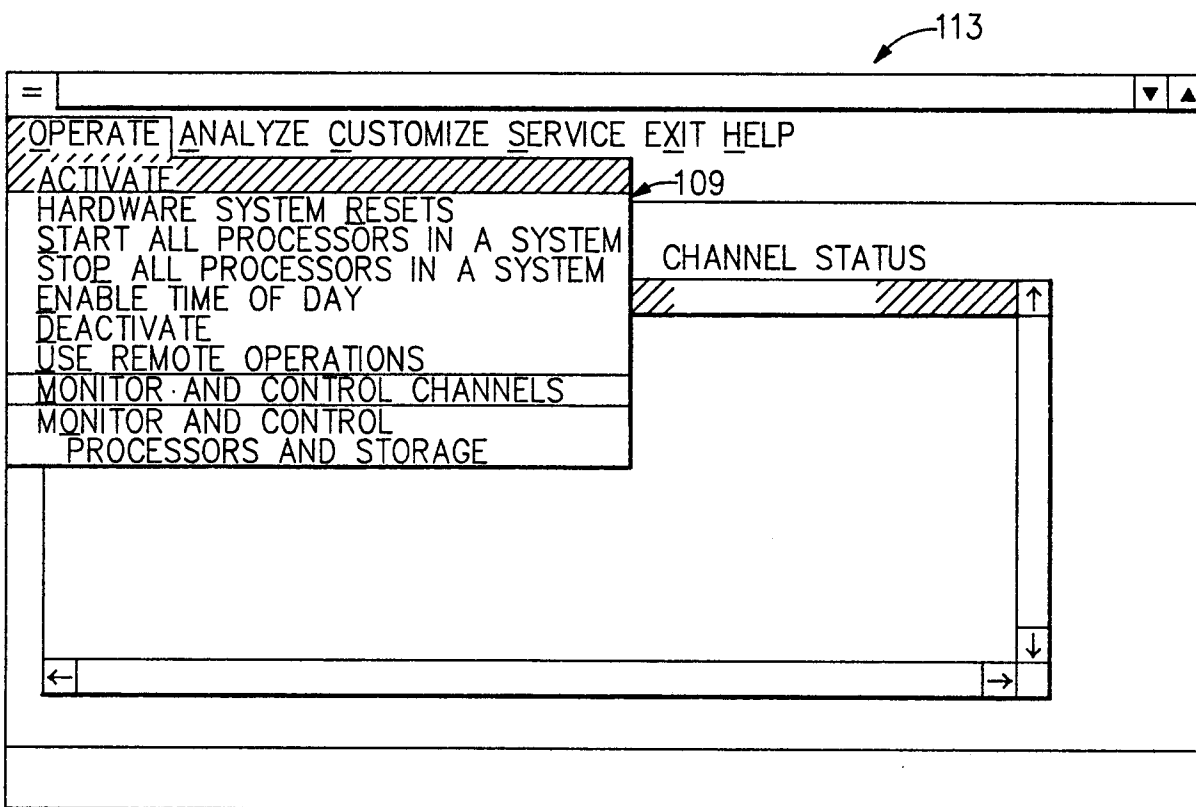 113
OPERATE ANALYZE CUSTOMIZE SERVICE EXIT HELP
ACTIVATE
109
HARDWARE SYSTEM RESETS
START ALL PROCESSORS IN A SYSTEM
STOP ALL PROCESSORS IN A SYSTEM
CHANNEL STATUS
ENABLE TIME OF DAY
DEACTIVATE
USE REMOTE OPERATIONS
MONITOR AND CONTROL CHANNELS
MONITOR AND CONTROL
PROCESSORS AND STORAGE